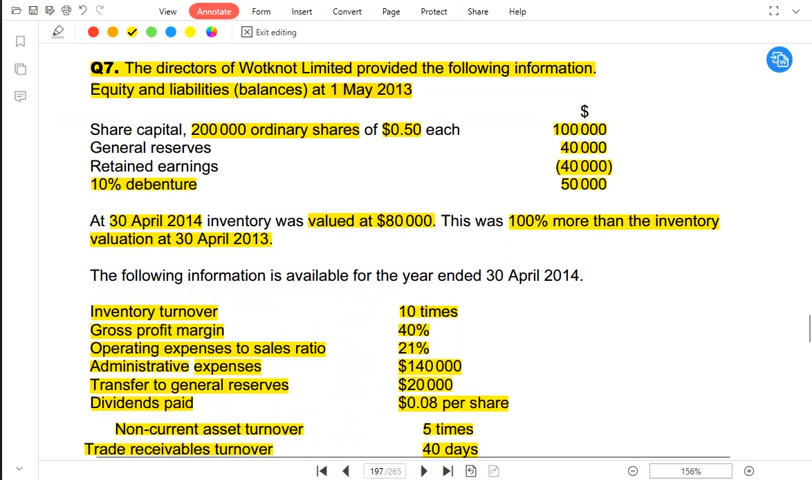 View Annotate Form Insert Convert Page Protect Share Help
Exit editing
Q7. The directors of Wotknot Limited provided the following information.
Equity and liabilities (balances) at 1 May 2013
$
Share capital, 200 000 ordinary shares of $0.50 each 100 000
General reserves 40 000
Retained earnings (40 000)
10% debenture 50 000
At 30 April 2014 inventory was valued at $80 000. This was 100% more than the inventory
valuation at 30 April 2013.
The following information is available for the year ended 30 April 2014.
Inventory turnover 10 times
Gross profit margin 40%
Operating expenses to sales ratio 21%
Administrative expenses $140 000
Transfer to general reserves $20 000
Dividends paid $0.08 per share
Non-current asset turnover 5 times
Trade receivables turnover 40 days
197/265 156%